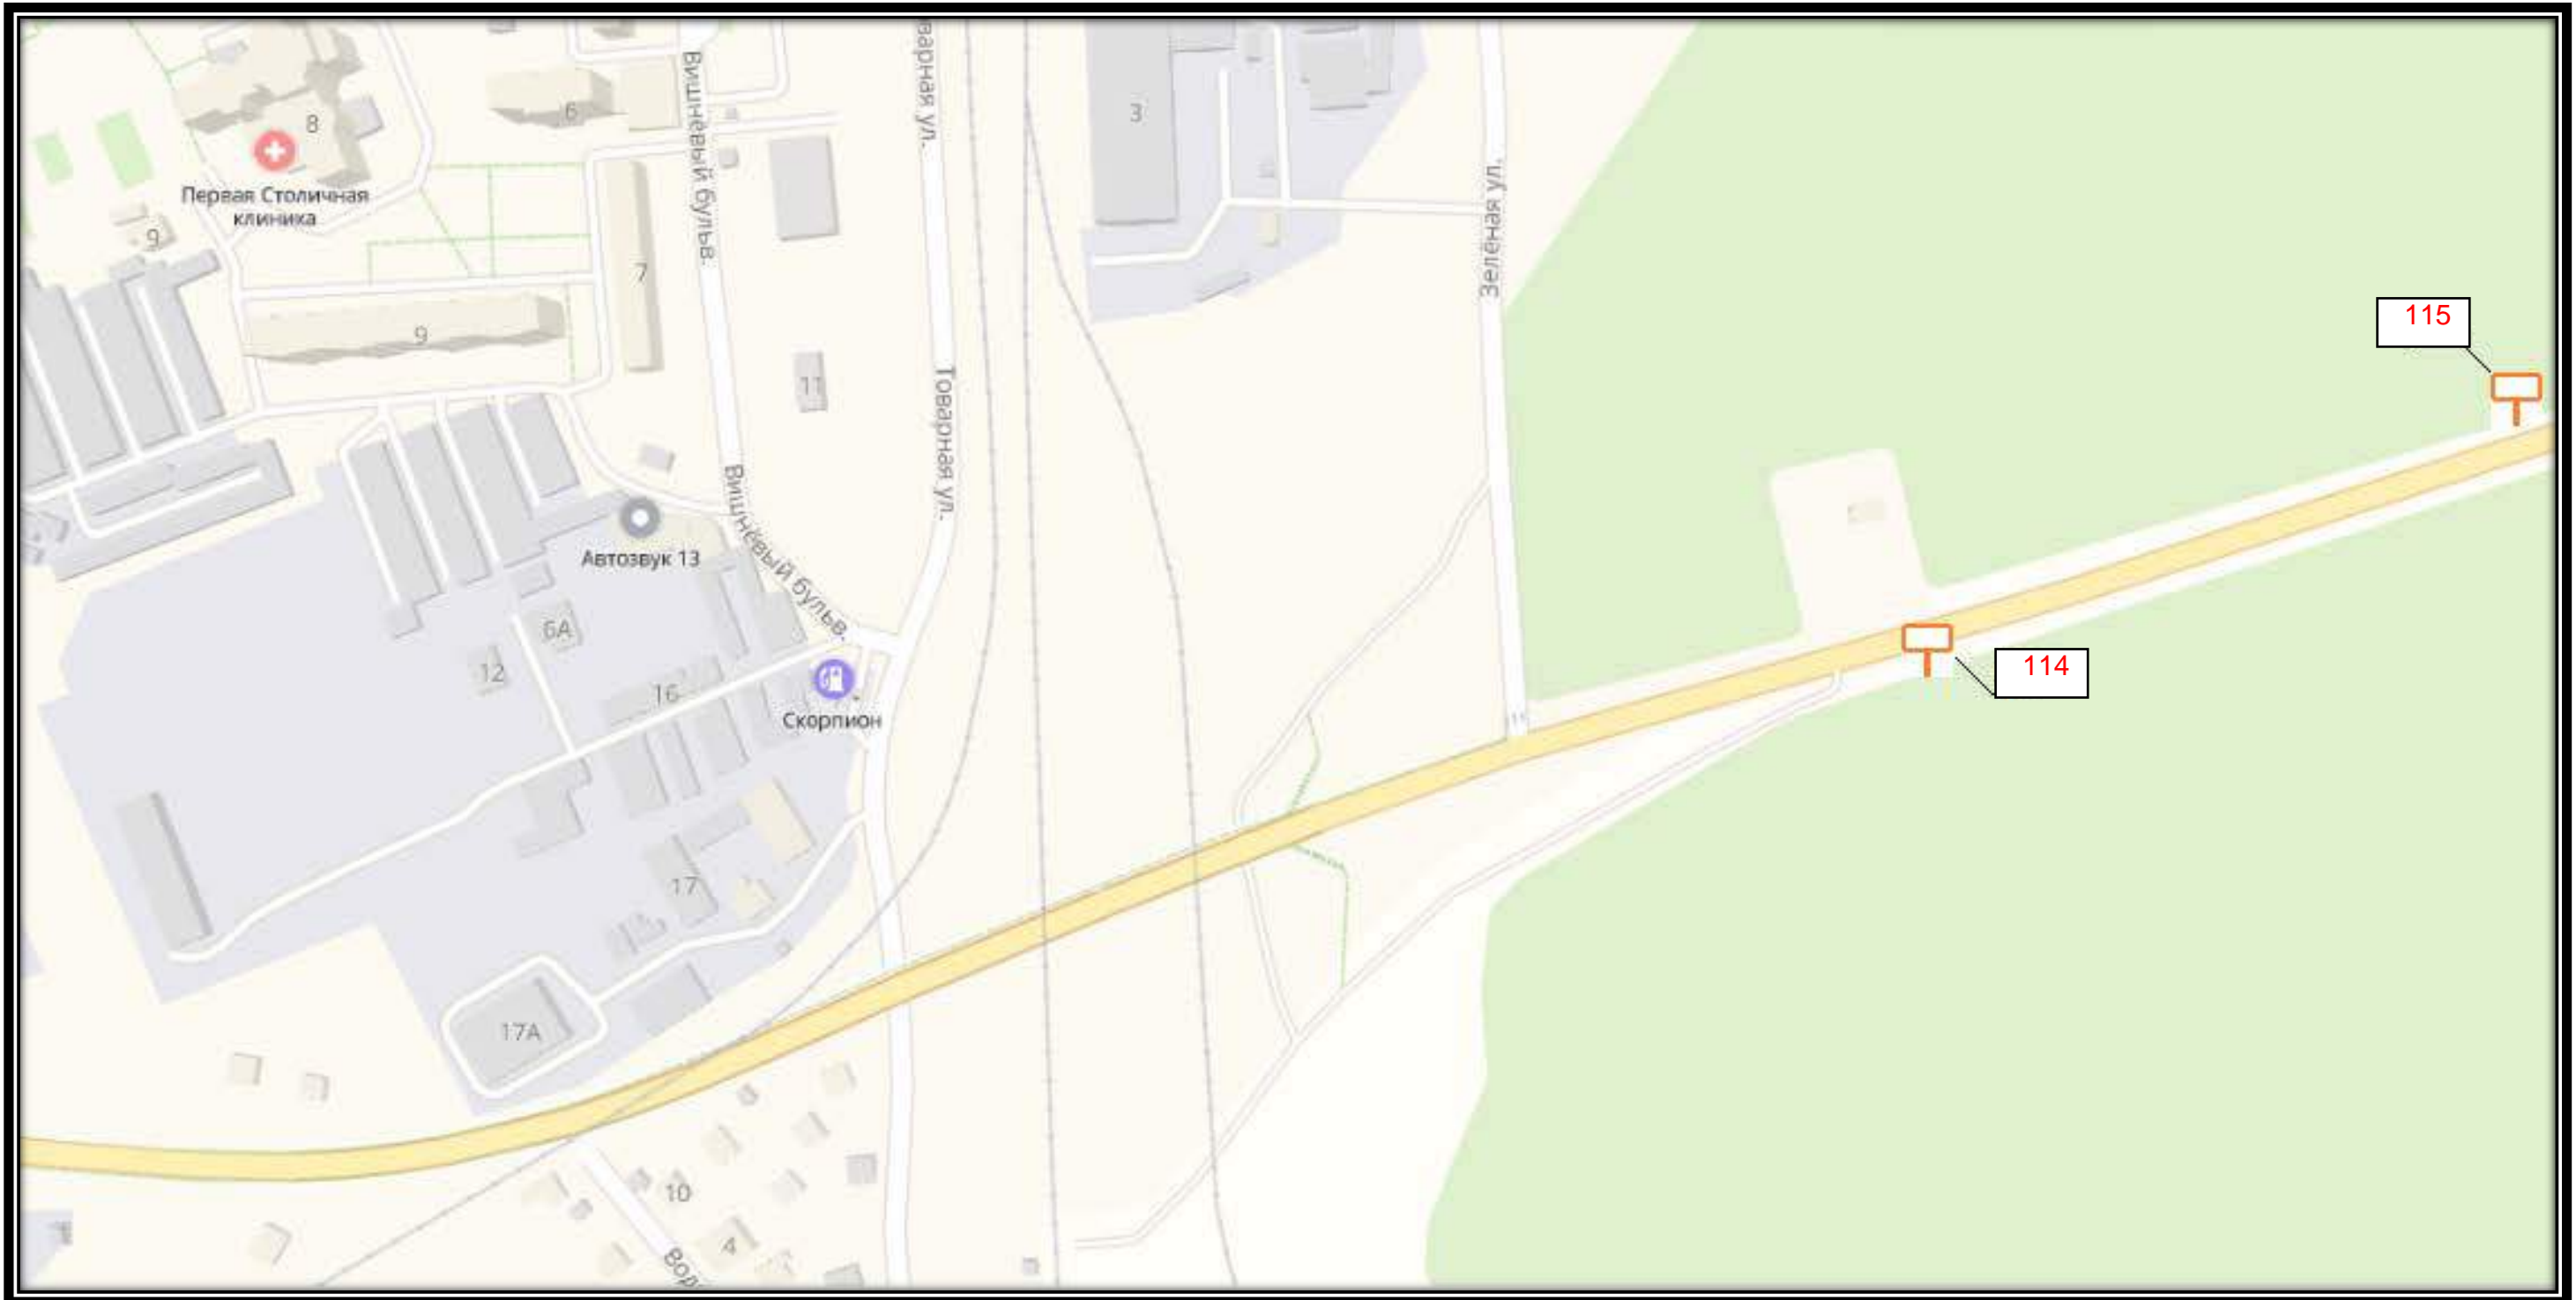 Вишнёвый бульв.
варная ул.
8
6
3
Первая Столичная
клиника
9
7
Зелёная ул.
115
9
11
Товарная ул.
Вишнёвый бульв.
Автозвук 13
6А
12
16
114
Скорпион
17
17А
10
4
Вод